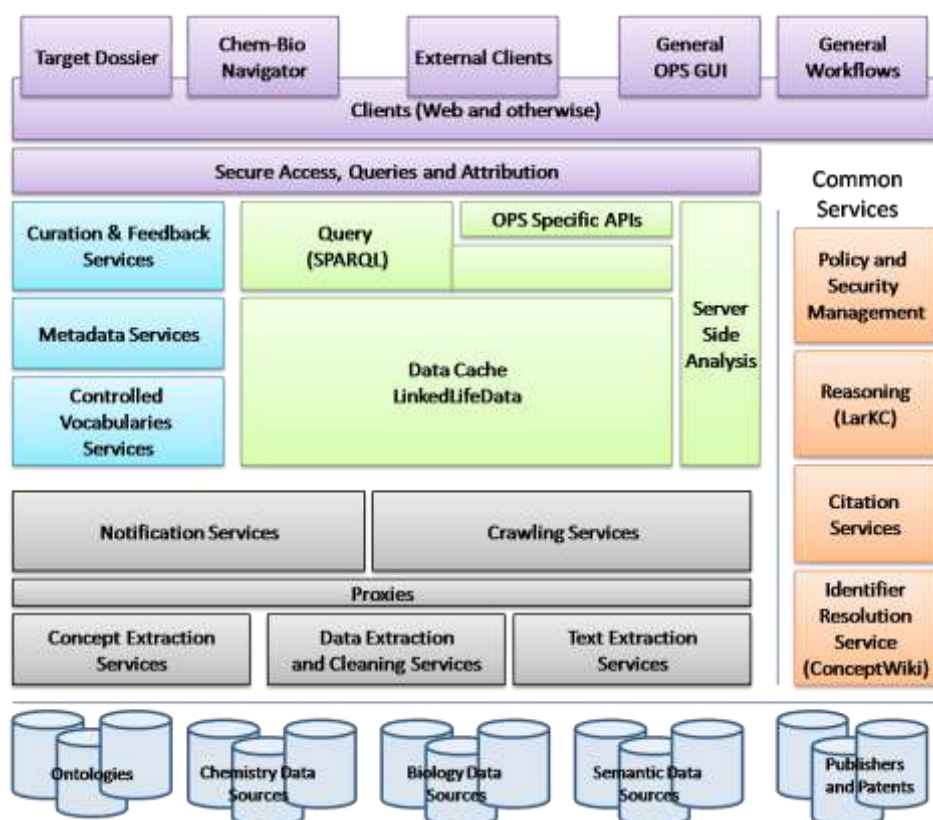 Target Dossier
Chem-Bio
Navigator
External Clients
General
OPS GUI
General
Workflows
Clients (Web and otherwise)
Secure Access, Queries and Attribution
Common
Services
Curation & Feedback
Services
Query
(SPARQL)
OPS Specific APIs
Server
Side
Analysis
Metadata Services
Data Cache
LinkedLifeData
Controlled
Vocabularies
Services
Policy and
Security
Management
Reasoning
(LarKC)
Citation
Services
Identifier
Resolution
Service
(ConceptWiki)
Notification Services
Crawling Services
Proxies
Concept Extraction
Services
Data Extraction
and Cleaning Services
Text Extraction
Services
Ontologies
Chemistry Data
Sources
Biology Data
Sources
Semantic Data
Sources
Publishers
and Patents